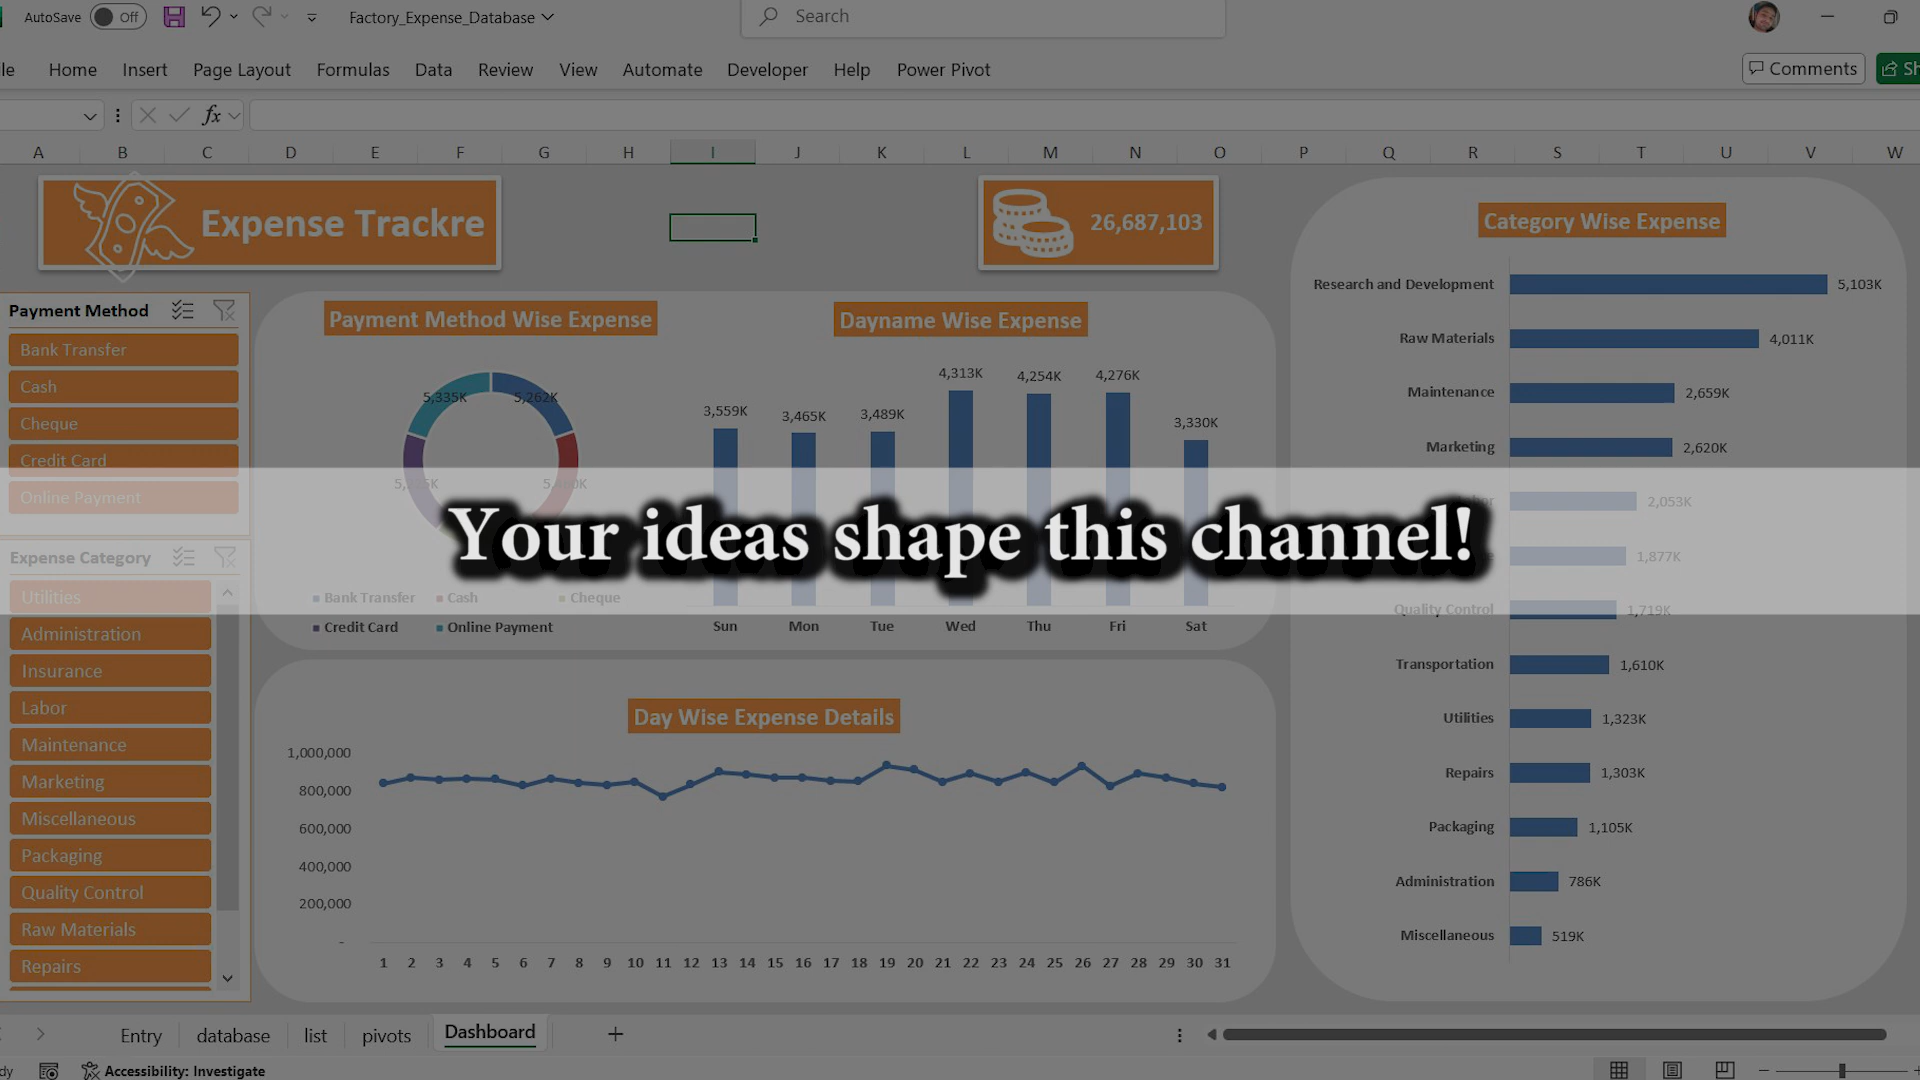 AutoSave Off Factory_Expense_Database Search
Home Insert Page Layout Formulas Data Review View Automate Developer Help Power Pivot Comments
fx
A B C D E F G H I J K L M N O P Q R S T U V W
Expense Trackre
26,687,103
Payment Method
Bank Transfer
Cash
Cheque
Credit Card
Online Payment
Expense Category
Utilities
Administration
Insurance
Labor
Maintenance
Marketing
Miscellaneous
Packaging
Quality Control
Raw Materials
Repairs
Payment Method Wise Expense
5,335K 5,262K
Bank Transfer Cash Cheque
Credit Card Online Payment
Dayname Wise Expense
3,559K 3,465K 3,489K 4,313K 4,254K 4,276K 3,330K
Sun Mon Tue Wed Thu Fri Sat
Your ideas shape this channel!
Day Wise Expense Details
1,000,000
800,000
600,000
400,000
200,000
-
1 2 3 4 5 6 7 8 9 10 11 12 13 14 15 16 17 18 19 20 21 22 23 24 25 26 27 28 29 30 31
Category Wise Expense
Research and Development 5,103K
Raw Materials 4,011K
Maintenance 2,659K
Marketing 2,620K
2,053K
1,877K
Quality Control 1,719K
Transportation 1,610K
Utilities 1,323K
Repairs 1,303K
Packaging 1,105K
Administration 786K
Miscellaneous 519K
Entry database list pivots Dashboard
Accessibility: Investigate